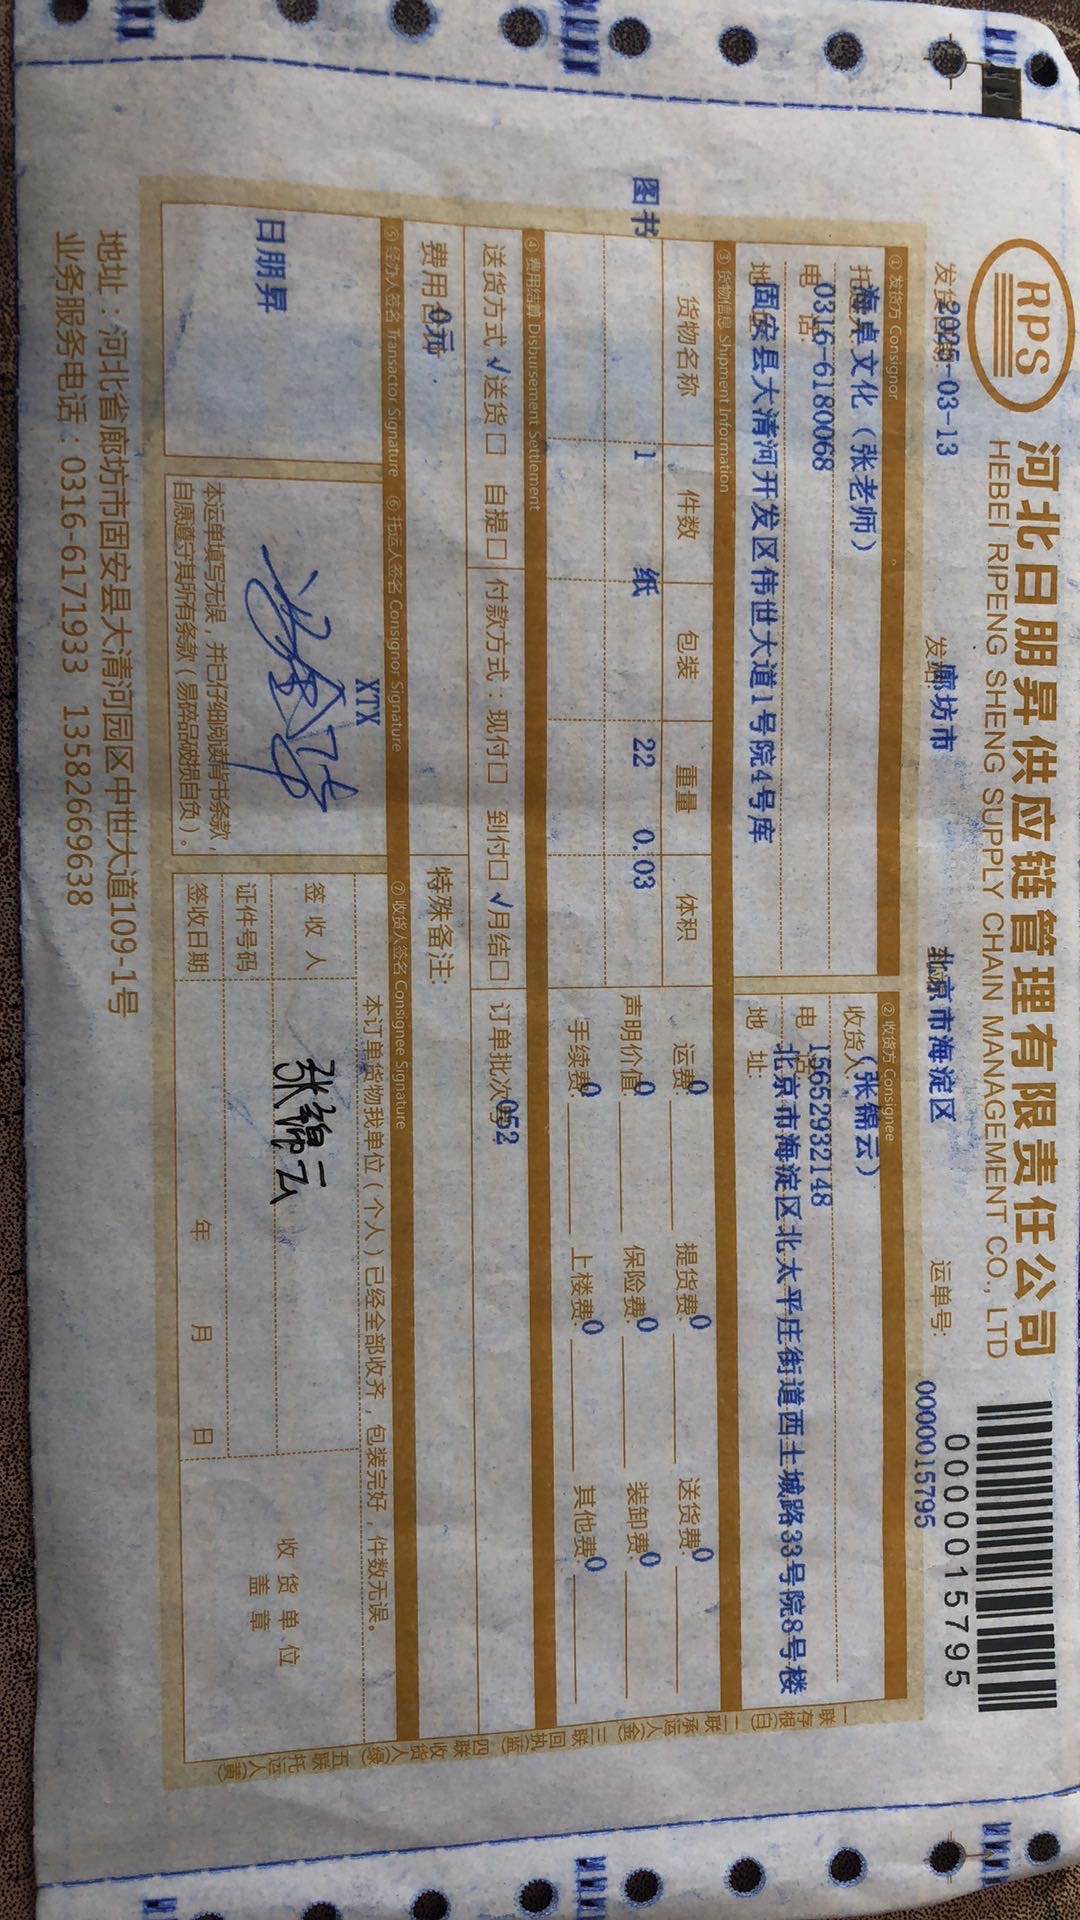 RPS
河北日朋昇供应链管理有限责任公司
HEBEI RIPENG SHENG SUPPLY CHAIN MANAGEMENT CO., LTD
0000015795
发货日期: 2025-03-13
发站: 廊坊市
北京市海淀区
运单号: 0000015795
① 发货方 Consignor
② 收货方 Consignee
海卓文化（张老师）
收货人 （张锦云）
电话: 0316-6180068
电话: 15652932148
地址: 固安县大清河开发区伟世大道1号院4号库
地址: 北京市海淀区北太平庄街道西土城路33号院8号楼
③ 货物信息 Shipment Information
货物名称 件数 包装 重量 体积
图书 1 纸 22 0.03
运费: 0 提货费: 0 送货费: 0
声明价值: 0 保险费: 0 装卸费: 0
手续费: 0 上楼费: 0 其他费: 0
④ 费用结算 Disbursement Settlement
送货方式 √送货□ 自提□ 付款方式：现付□ 到付□ √月结□ 订单批次号 052
费用合 0元
特殊备注:
⑤ 经办人签名 Transactor Signature
⑥ 托运人签名 Consignor Signature
⑦ 收货人签名 Consignee Signature
日朋昇
XTX
本运单填写无误，并已仔细阅读背书条款，
自愿遵守其所有条款（易碎品破损自负）。
本订单货物我单位（个人）已经全部收齐，包装完好，件数无误。
签收人 张锦云
证件号码
签收日期 年 月 日
收货单位
盖章
地址：河北省廊坊市固安县大清河园区中世大道109-1号
业务服务电话：0316-6171933 13582669638
一联存根(白) 二联承运人(金) 三联回执(蓝) 四联收货人(绿) 五联托运人(黄)